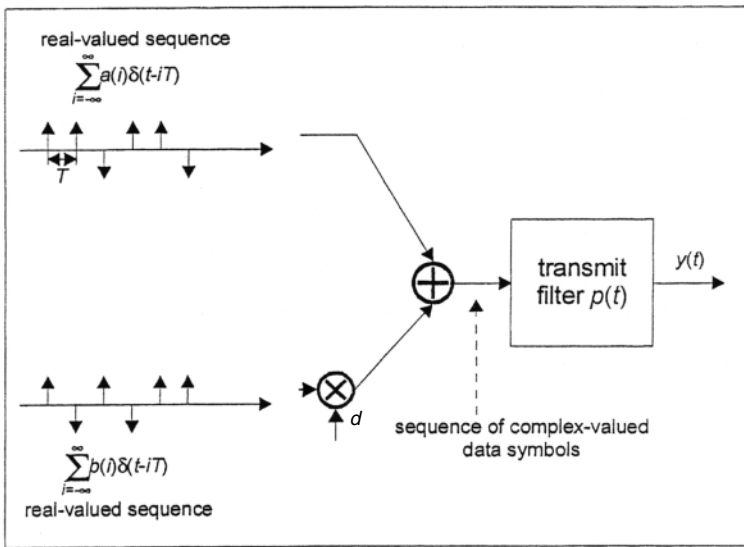 real-valued sequence
∞
∑ a(i)δ(t-iT)
i=-∞
T
transmit
filter p(t)
y(t)
d
sequence of complex-valued
data symbols
∞
∑ b(i)δ(t-iT)
i=-∞
real-valued sequence